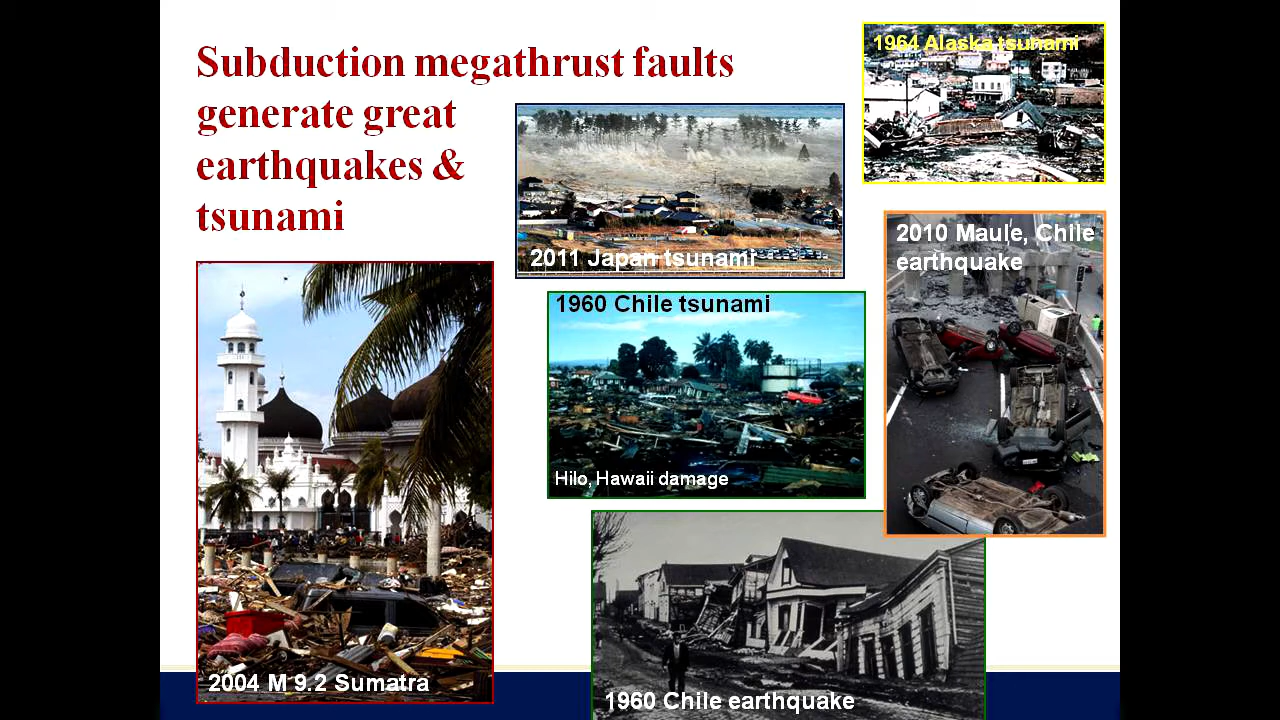 Subduction megathrust faults
generate great
earthquakes &
tsunami
1964 Alaska tsunami
2011 Japan tsunami
2010 Maule, Chile
earthquake
1960 Chile tsunami
Hilo, Hawaii damage
2004 M 9.2 Sumatra
1960 Chile earthquake